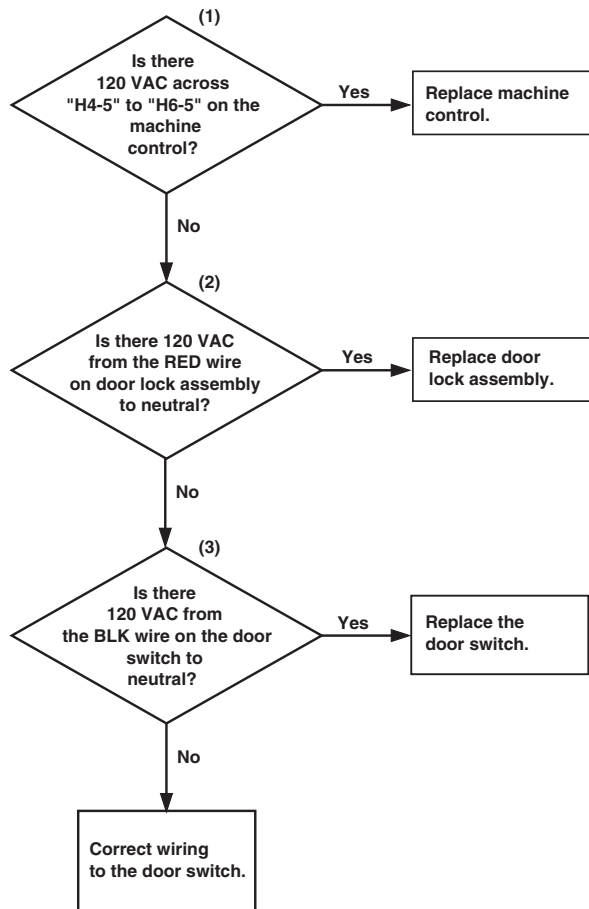 (1)
Is there
120 VAC across
"H4-5" to "H6-5" on the
machine
control?
Yes
Replace machine
control.
No
(2)
Is there 120 VAC
from the RED wire
on door lock assembly
to neutral?
Yes
Replace door
lock assembly.
No
(3)
Is there
120 VAC from
the BLK wire on the door
switch to
neutral?
Yes
Replace the
door switch.
No
Correct wiring
to the door switch.